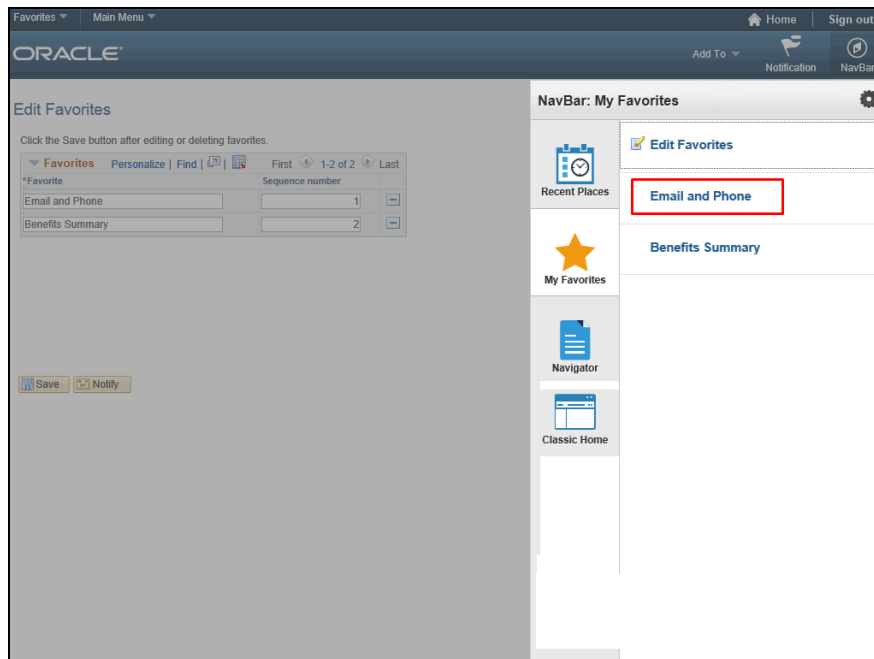 Favorites Main Menu Home Sign out
ORACLE Add To Notification NavBar
Edit Favorites
Click the Save button after editing or deleting favorites.
Favorites Personalize | Find | | First 1-2 of 2 Last
*Favorite Sequence number
Email and Phone 1
Benefits Summary 2
Save Notify
NavBar: My Favorites
Recent Places
My Favorites
Navigator
Classic Home
Edit Favorites
Email and Phone
Benefits Summary